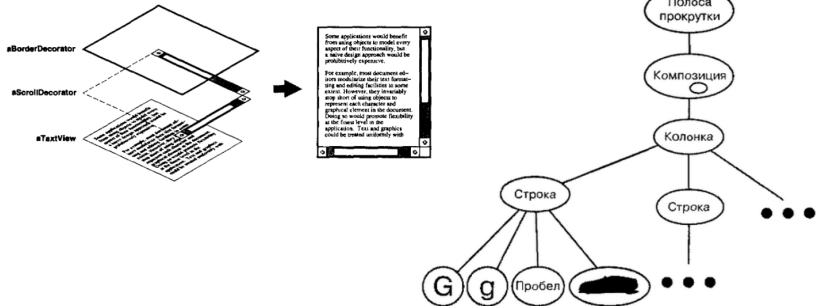 aBorderDecorator
aScrollDecorator
aTextView
Some applications would benefit
from using objects to model every
aspect of their functionality, but
a naive design approach would be
prohibitively expensive.
For example, most document ed-
itors modularize their text format-
ting and editing facilities to some
extent. However, they invariably
stop short of using objects to
represent each character and
graphical element in the document.
Doing so would promote flexibility
at the finest level in the
application. Text and graphics
could be treated uniformly with
Полоса
прокрутки
Композиция
Колонка
Строка
Строка
G
g
Пробел